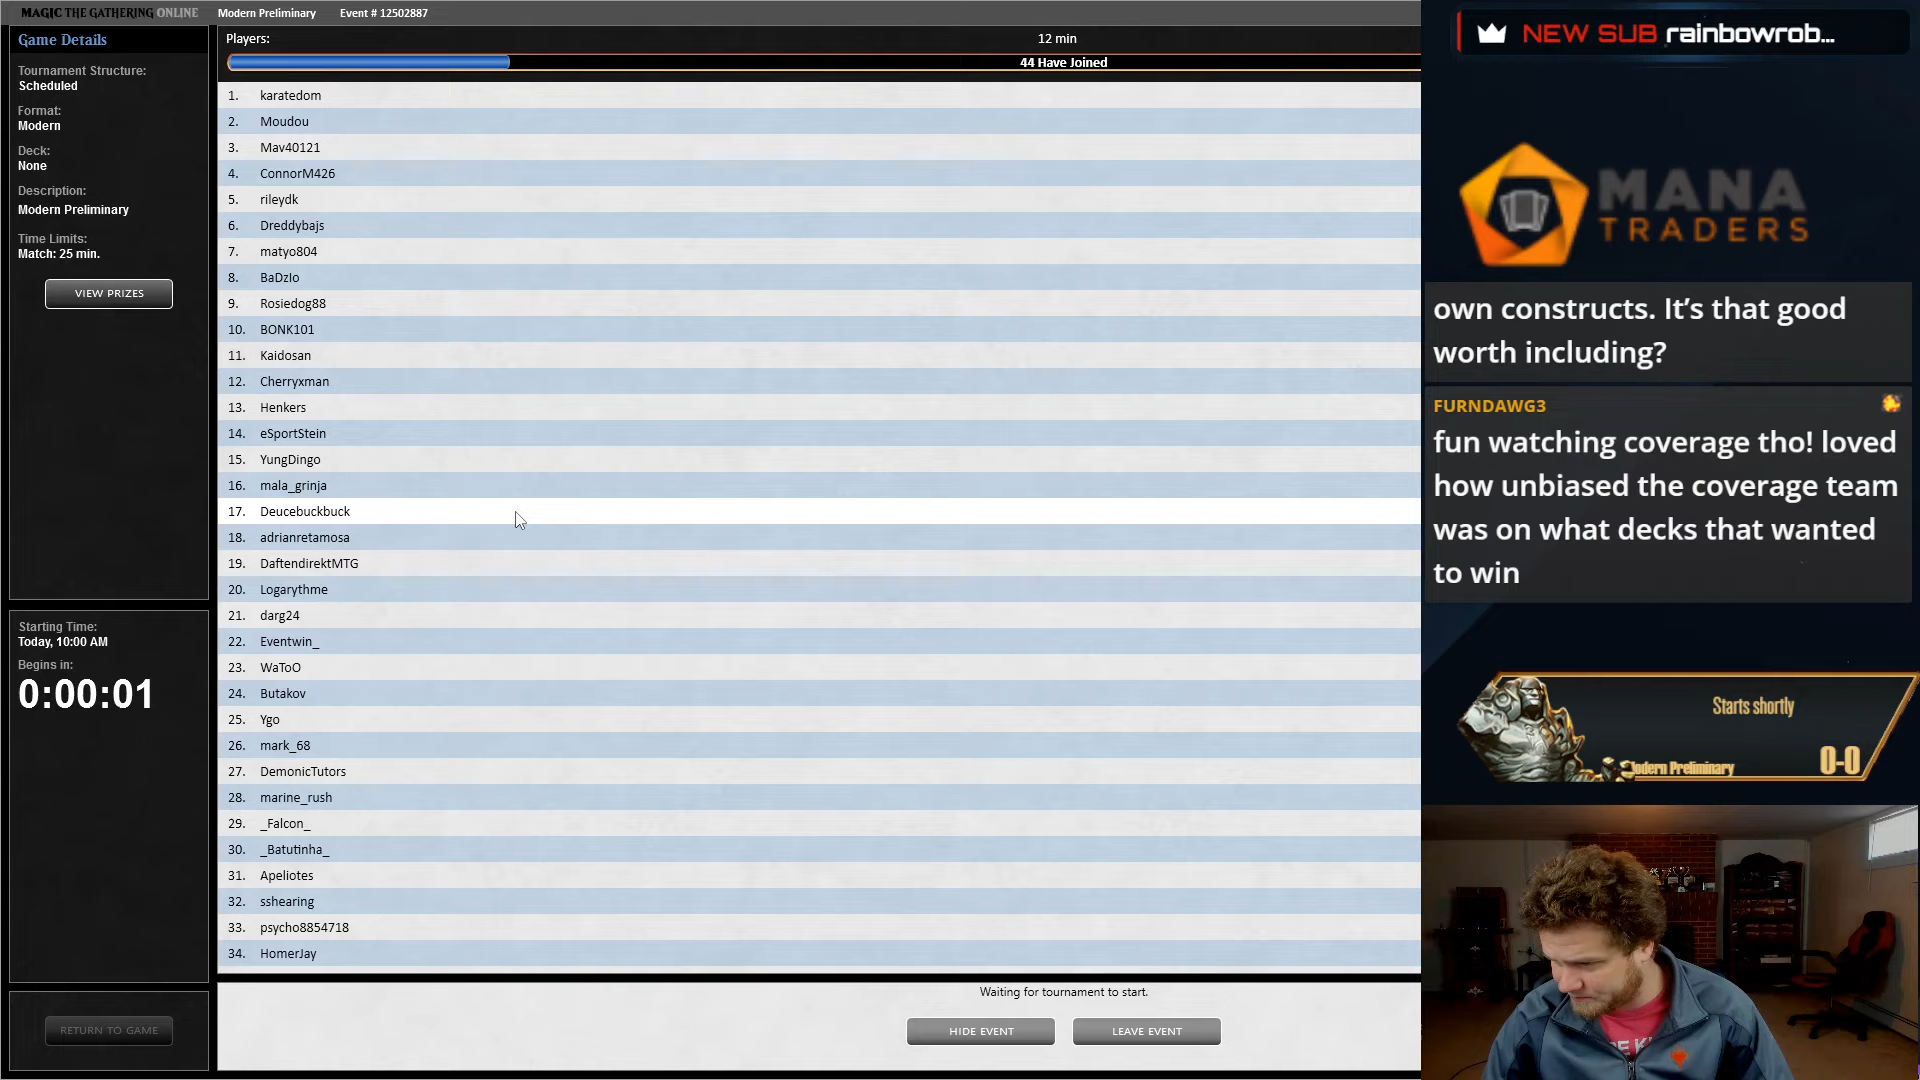 MAGIC THE GATHERING ONLINE
Modern Preliminary
Event # 12502887
Game Details
Tournament Structure:
Scheduled
Format:
Modern
Deck:
None
Description:
Modern Preliminary
Time Limits:
Match: 25 min.
VIEW PRIZES
Starting Time:
Today, 10:00 AM
Begins in:
0:00:01
RETURN TO GAME
Players:
12 min
44 Have Joined
1. karatedom
2. Moudou
3. Mav40121
4. ConnorM426
5. rileydk
6. Dreddybajs
7. matyo804
8. BaDzIo
9. Rosiedog88
10. BONK101
11. Kaidosan
12. Cherryxman
13. Henkers
14. eSportStein
15. YungDingo
16. mala_grinja
17. Deucebuckbuck
18. adrianretamosa
19. DaftendirektMTG
20. Logarythme
21. darg24
22. Eventwin_
23. WaToO
24. Butakov
25. Ygo
26. mark_68
27. DemonicTutors
28. marine_rush
29. _Falcon_
30. _Batutinha_
31. Apeliotes
32. sshearing
33. psycho8854718
34. HomerJay
Waiting for tournament to start.
HIDE EVENT
LEAVE EVENT
NEW SUB rainbowrob...
MANA
TRADERS
own constructs. It’s that good
worth including?
FURNDAWG3
fun watching coverage tho! loved
how unbiased the coverage team
was on what decks that wanted
to win
Starts shortly
Modern Preliminary
0-0